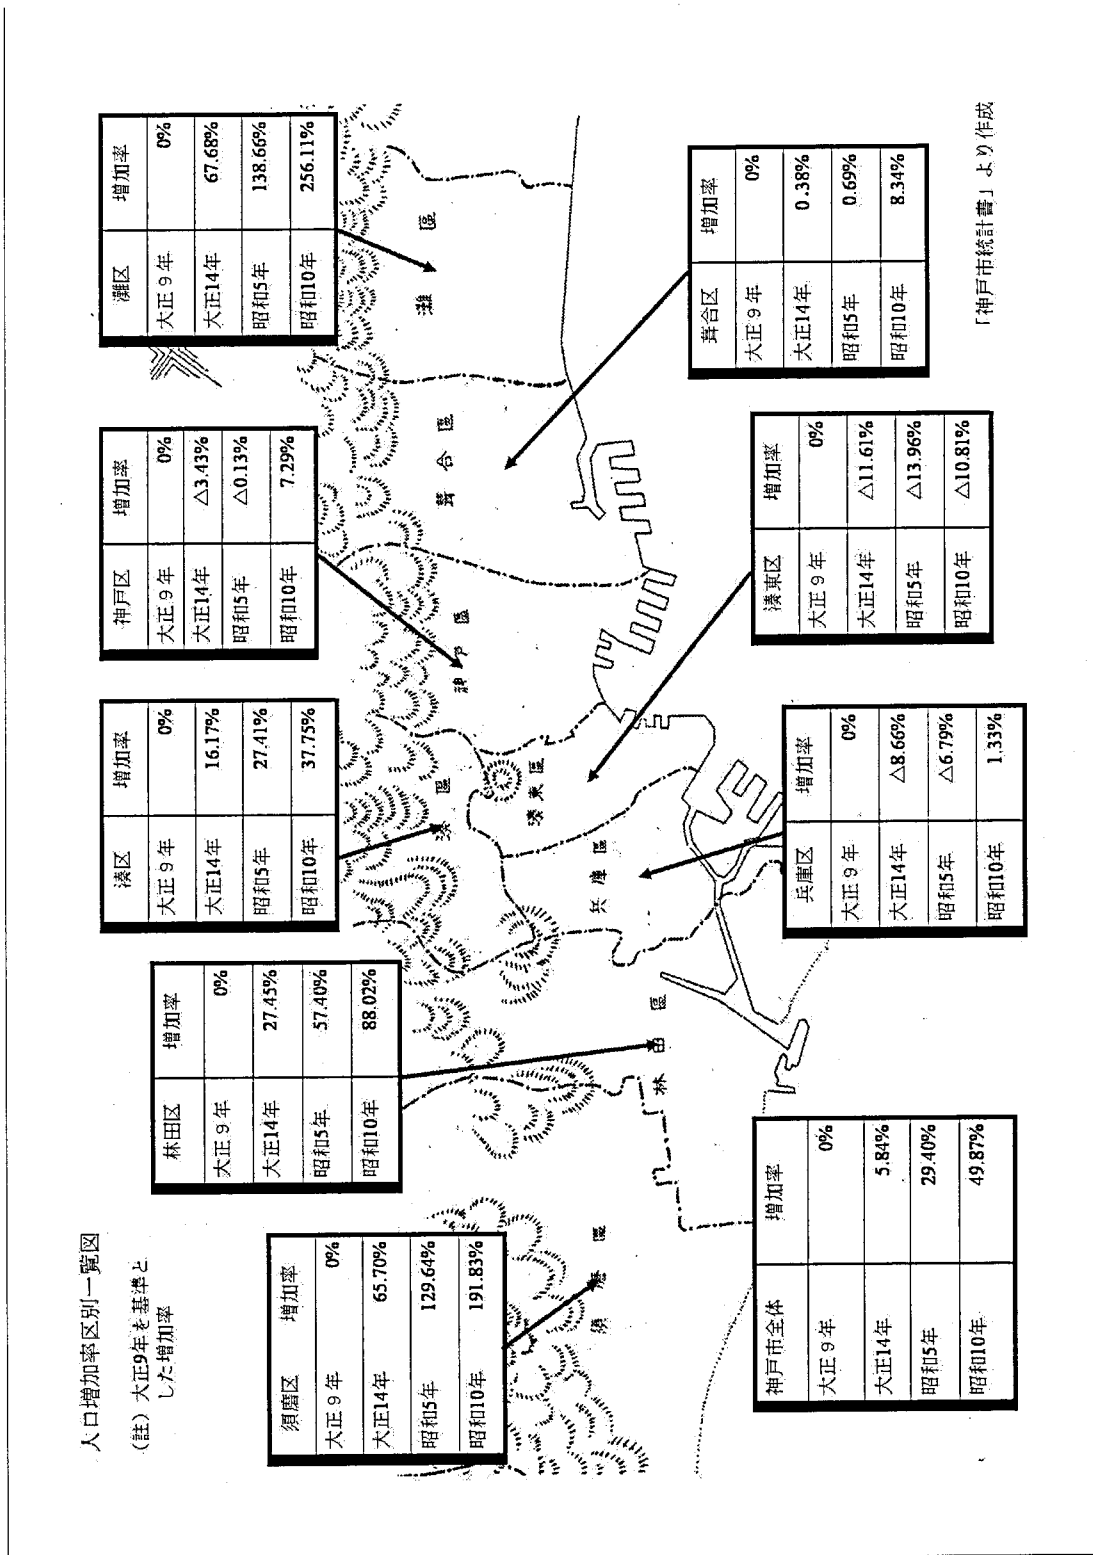 人口増加率区別一覧図
（註）大正9年を基準と
した増加率
須磨区 増加率
大正９年 0%
大正14年 65.70%
昭和5年 129.64%
昭和10年 191.83%
林田区 増加率
大正９年 0%
大正14年 27.45%
昭和5年 57.40%
昭和10年 88.02%
湊区 増加率
大正９年 0%
大正14年 16.17%
昭和5年 27.41%
昭和10年 37.75%
神戸区 増加率
大正９年 0%
大正14年 △3.43%
昭和5年 △0.13%
昭和10年 7.29%
灘区 増加率
大正９年 0%
大正14年 67.68%
昭和5年 138.66%
昭和10年 256.11%
須磨區
林田區
兵庫區
湊區
湊東區
神戸區
葺合區
灘區
神戸市全体 増加率
大正９年 0%
大正14年 5.84%
昭和5年 29.40%
昭和10年 49.87%
兵庫区 増加率
大正９年 0%
大正14年 △8.66%
昭和5年 △6.79%
昭和10年 1.33%
湊東区 増加率
大正９年 0%
大正14年 △11.61%
昭和5年 △13.96%
昭和10年 △10.81%
葺合区 増加率
大正９年 0%
大正14年 0.38%
昭和5年 0.69%
昭和10年 8.34%
「神戸市統計書」より作成